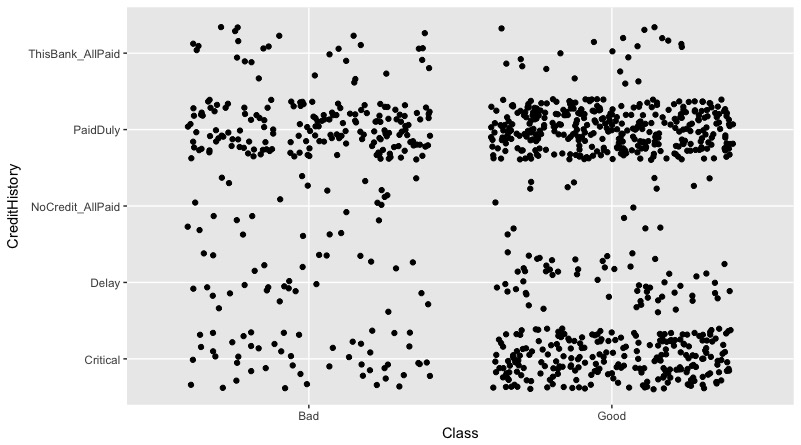 CreditHistory
ThisBank_AllPaid
PaidDuly
NoCredit_AllPaid
Delay
Critical
Bad Good
Class